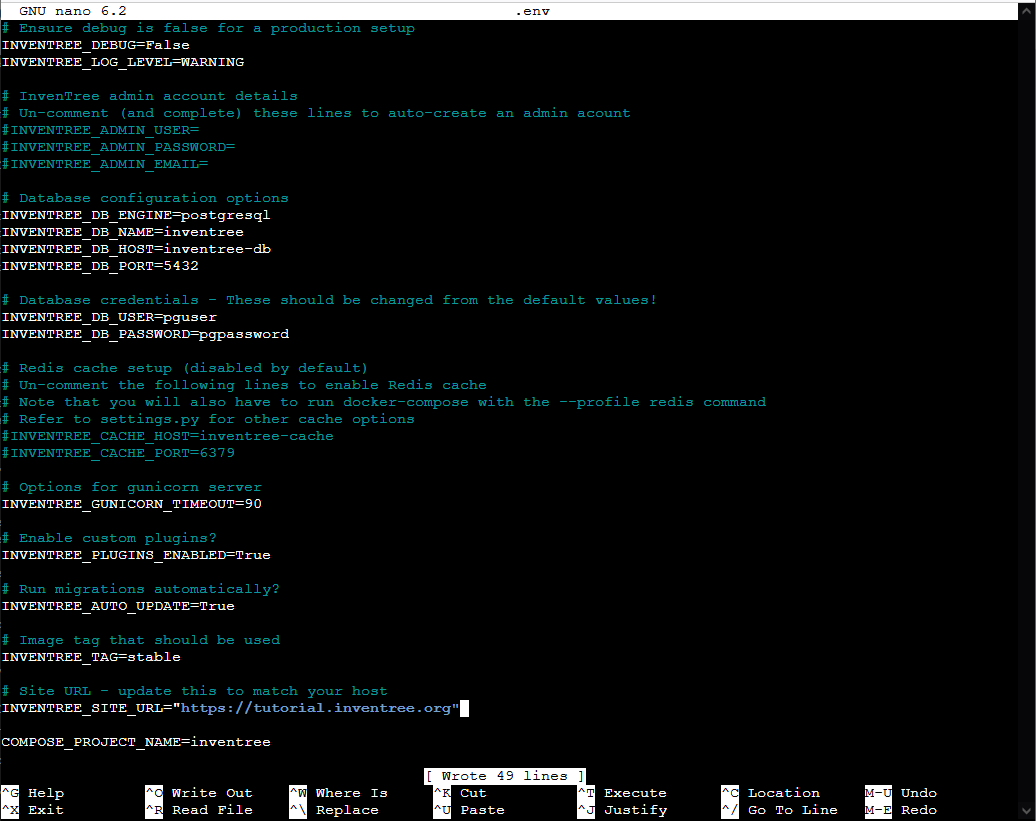 GNU nano 6.2 .env
# Ensure debug is false for a production setup
INVENTREE_DEBUG=False
INVENTREE_LOG_LEVEL=WARNING
# InvenTree admin account details
# Un-comment (and complete) these lines to auto-create an admin acount
#INVENTREE_ADMIN_USER=
#INVENTREE_ADMIN_PASSWORD=
#INVENTREE_ADMIN_EMAIL=
# Database configuration options
INVENTREE_DB_ENGINE=postgresql
INVENTREE_DB_NAME=inventree
INVENTREE_DB_HOST=inventree-db
INVENTREE_DB_PORT=5432
# Database credentials - These should be changed from the default values!
INVENTREE_DB_USER=pguser
INVENTREE_DB_PASSWORD=pgpassword
# Redis cache setup (disabled by default)
# Un-comment the following lines to enable Redis cache
# Note that you will also have to run docker-compose with the --profile redis command
# Refer to settings.py for other cache options
#INVENTREE_CACHE_HOST=inventree-cache
#INVENTREE_CACHE_PORT=6379
# Options for gunicorn server
INVENTREE_GUNICORN_TIMEOUT=90
# Enable custom plugins?
INVENTREE_PLUGINS_ENABLED=True
# Run migrations automatically?
INVENTREE_AUTO_UPDATE=True
# Image tag that should be used
INVENTREE_TAG=stable
# Site URL - update this to match your host
INVENTREE_SITE_URL="https://tutorial.inventree.org"
COMPOSE_PROJECT_NAME=inventree
[ Wrote 49 lines ]
^G Help ^O Write Out ^W Where Is ^K Cut ^T Execute ^C Location M-U Undo
^X Exit ^R Read File ^\ Replace ^U Paste ^J Justify ^/ Go To Line M-E Redo